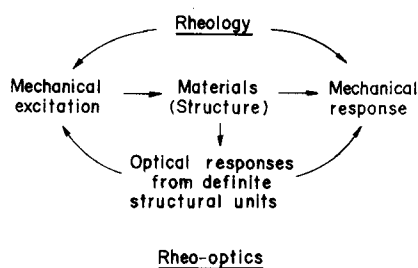 Rheology
Mechanical excitation
Materials (Structure)
Mechanical response
Optical responses
from definite
structural units
Rheo-optics